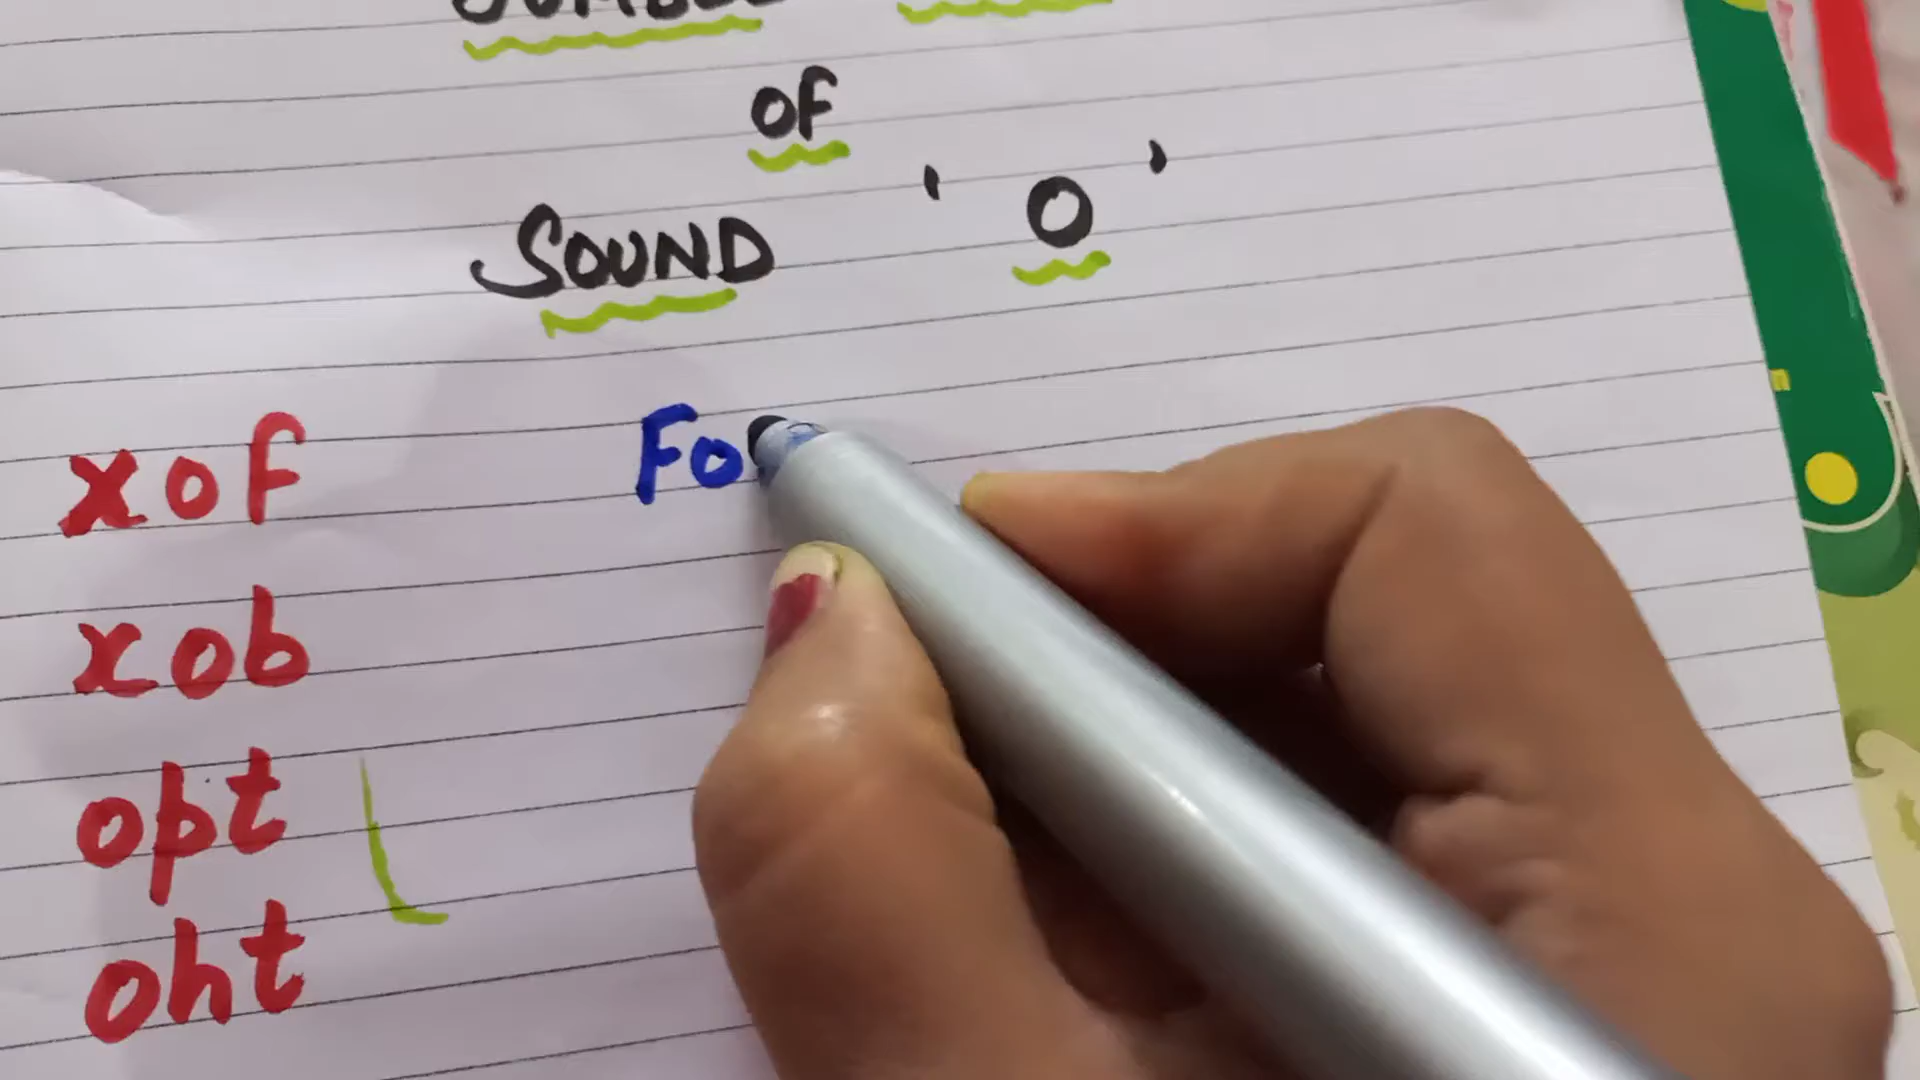 OF
SOUND ' O '
xof Fo
xob
opt
oht